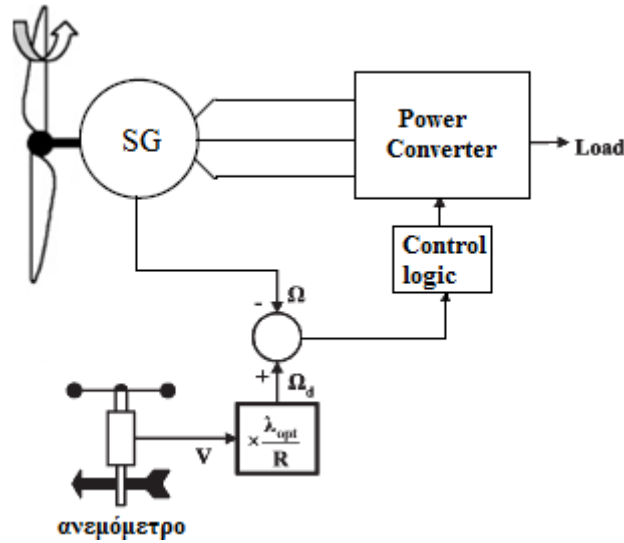 SG
Power
Converter
Load
Control
logic
- Ω
+ Ω_d
V
× λ_opt / R
ανεμόμετρο